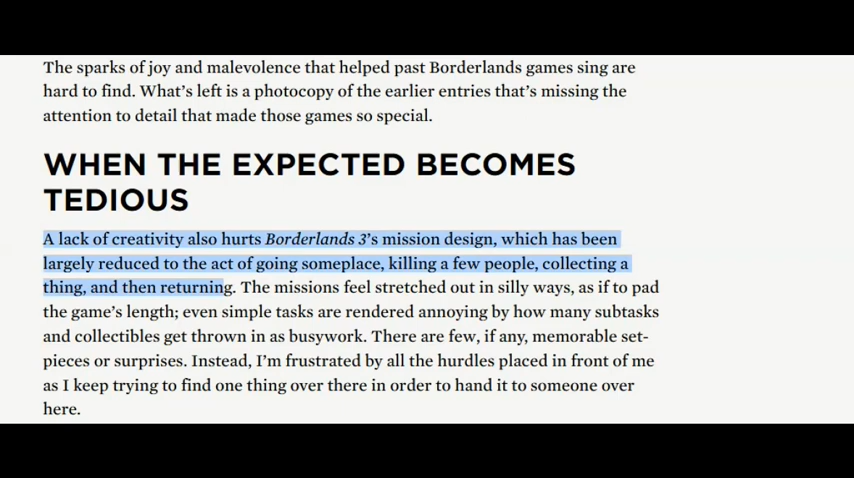 The sparks of joy and malevolence that helped past Borderlands games sing are
hard to find. What’s left is a photocopy of the earlier entries that’s missing the
attention to detail that made those games so special.
WHEN THE EXPECTED BECOMES
TEDIOUS
A lack of creativity also hurts Borderlands 3’s mission design, which has been
largely reduced to the act of going someplace, killing a few people, collecting a
thing, and then returning. The missions feel stretched out in silly ways, as if to pad
the game’s length; even simple tasks are rendered annoying by how many subtasks
and collectibles get thrown in as busywork. There are few, if any, memorable set-
pieces or surprises. Instead, I’m frustrated by all the hurdles placed in front of me
as I keep trying to find one thing over there in order to hand it to someone over
here.